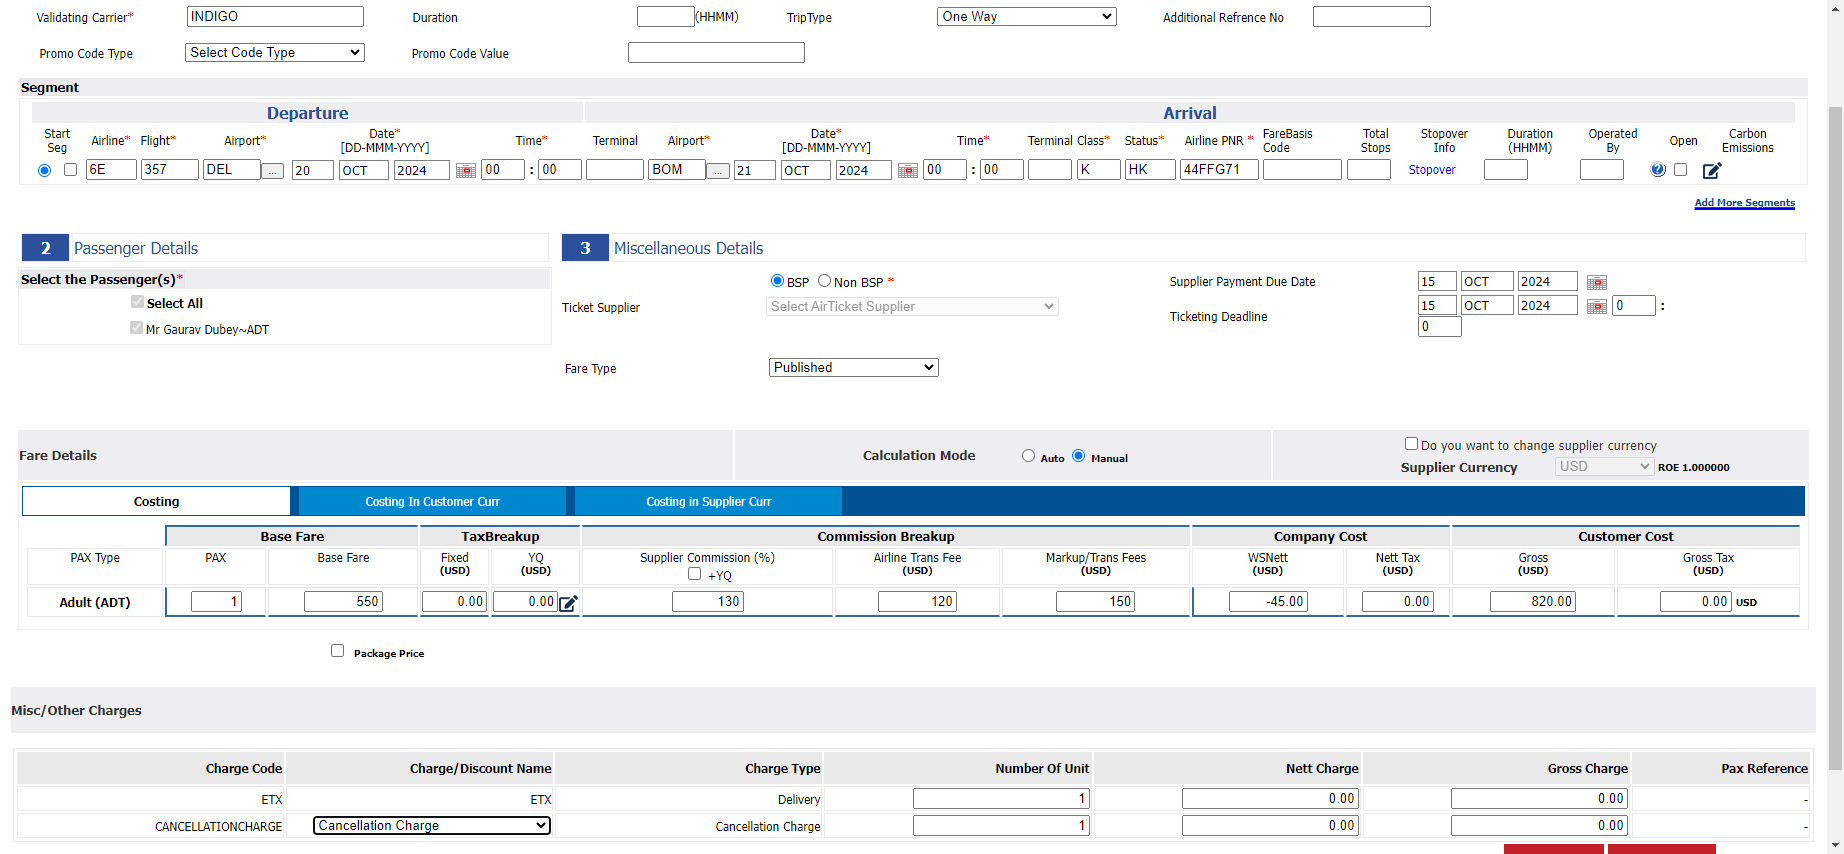 Validating Carrier* INDIGO Duration (HHMM) TripType One Way Additional Refrence No
Promo Code Type Select Code Type Promo Code Value
Segment
Departure Arrival
Start Seg Airline* Flight* Airport* Date* [DD-MMM-YYYY] Time* Terminal Airport* Date* [DD-MMM-YYYY] Time* Terminal Class* Status* Airline PNR * FareBasis Code Total Stops Stopover Info Duration (HHMM) Operated By Open Carbon Emissions
6E 357 DEL ... 20 OCT 2024 00 : 00 BOM ... 21 OCT 2024 00 : 00 K HK 44FFG71 Stopover ?
Add More Segments
2 Passenger Details 3 Miscellaneous Details
Select the Passenger(s)*
Select All
Mr Gaurav Dubey~ADT
BSP Non BSP *
Ticket Supplier Select AirTicket Supplier
Supplier Payment Due Date 15 OCT 2024
Ticketing Deadline 15 OCT 2024 0 :
0
Fare Type Published
Fare Details Calculation Mode Auto Manual Do you want to change supplier currency
Supplier Currency USD ROE 1.000000
Costing Costing In Customer Curr Costing in Supplier Curr
Base Fare TaxBreakup Commission Breakup Company Cost Customer Cost
PAX Type PAX Base Fare Fixed (USD) YQ (USD) Supplier Commission (%) +YQ Airline Trans Fee (USD) Markup/Trans Fees (USD) WSNett (USD) Nett Tax (USD) Gross (USD) Gross Tax (USD)
Adult (ADT) 1 550 0.00 0.00 130 120 150 -45.00 0.00 820.00 0.00 USD
Package Price
Misc/Other Charges
Charge Code Charge/Discount Name Charge Type Number Of Unit Nett Charge Gross Charge Pax Reference
ETX ETX Delivery 1 0.00 0.00 -
CANCELLATIONCHARGE Cancellation Charge Cancellation Charge 1 0.00 0.00 -